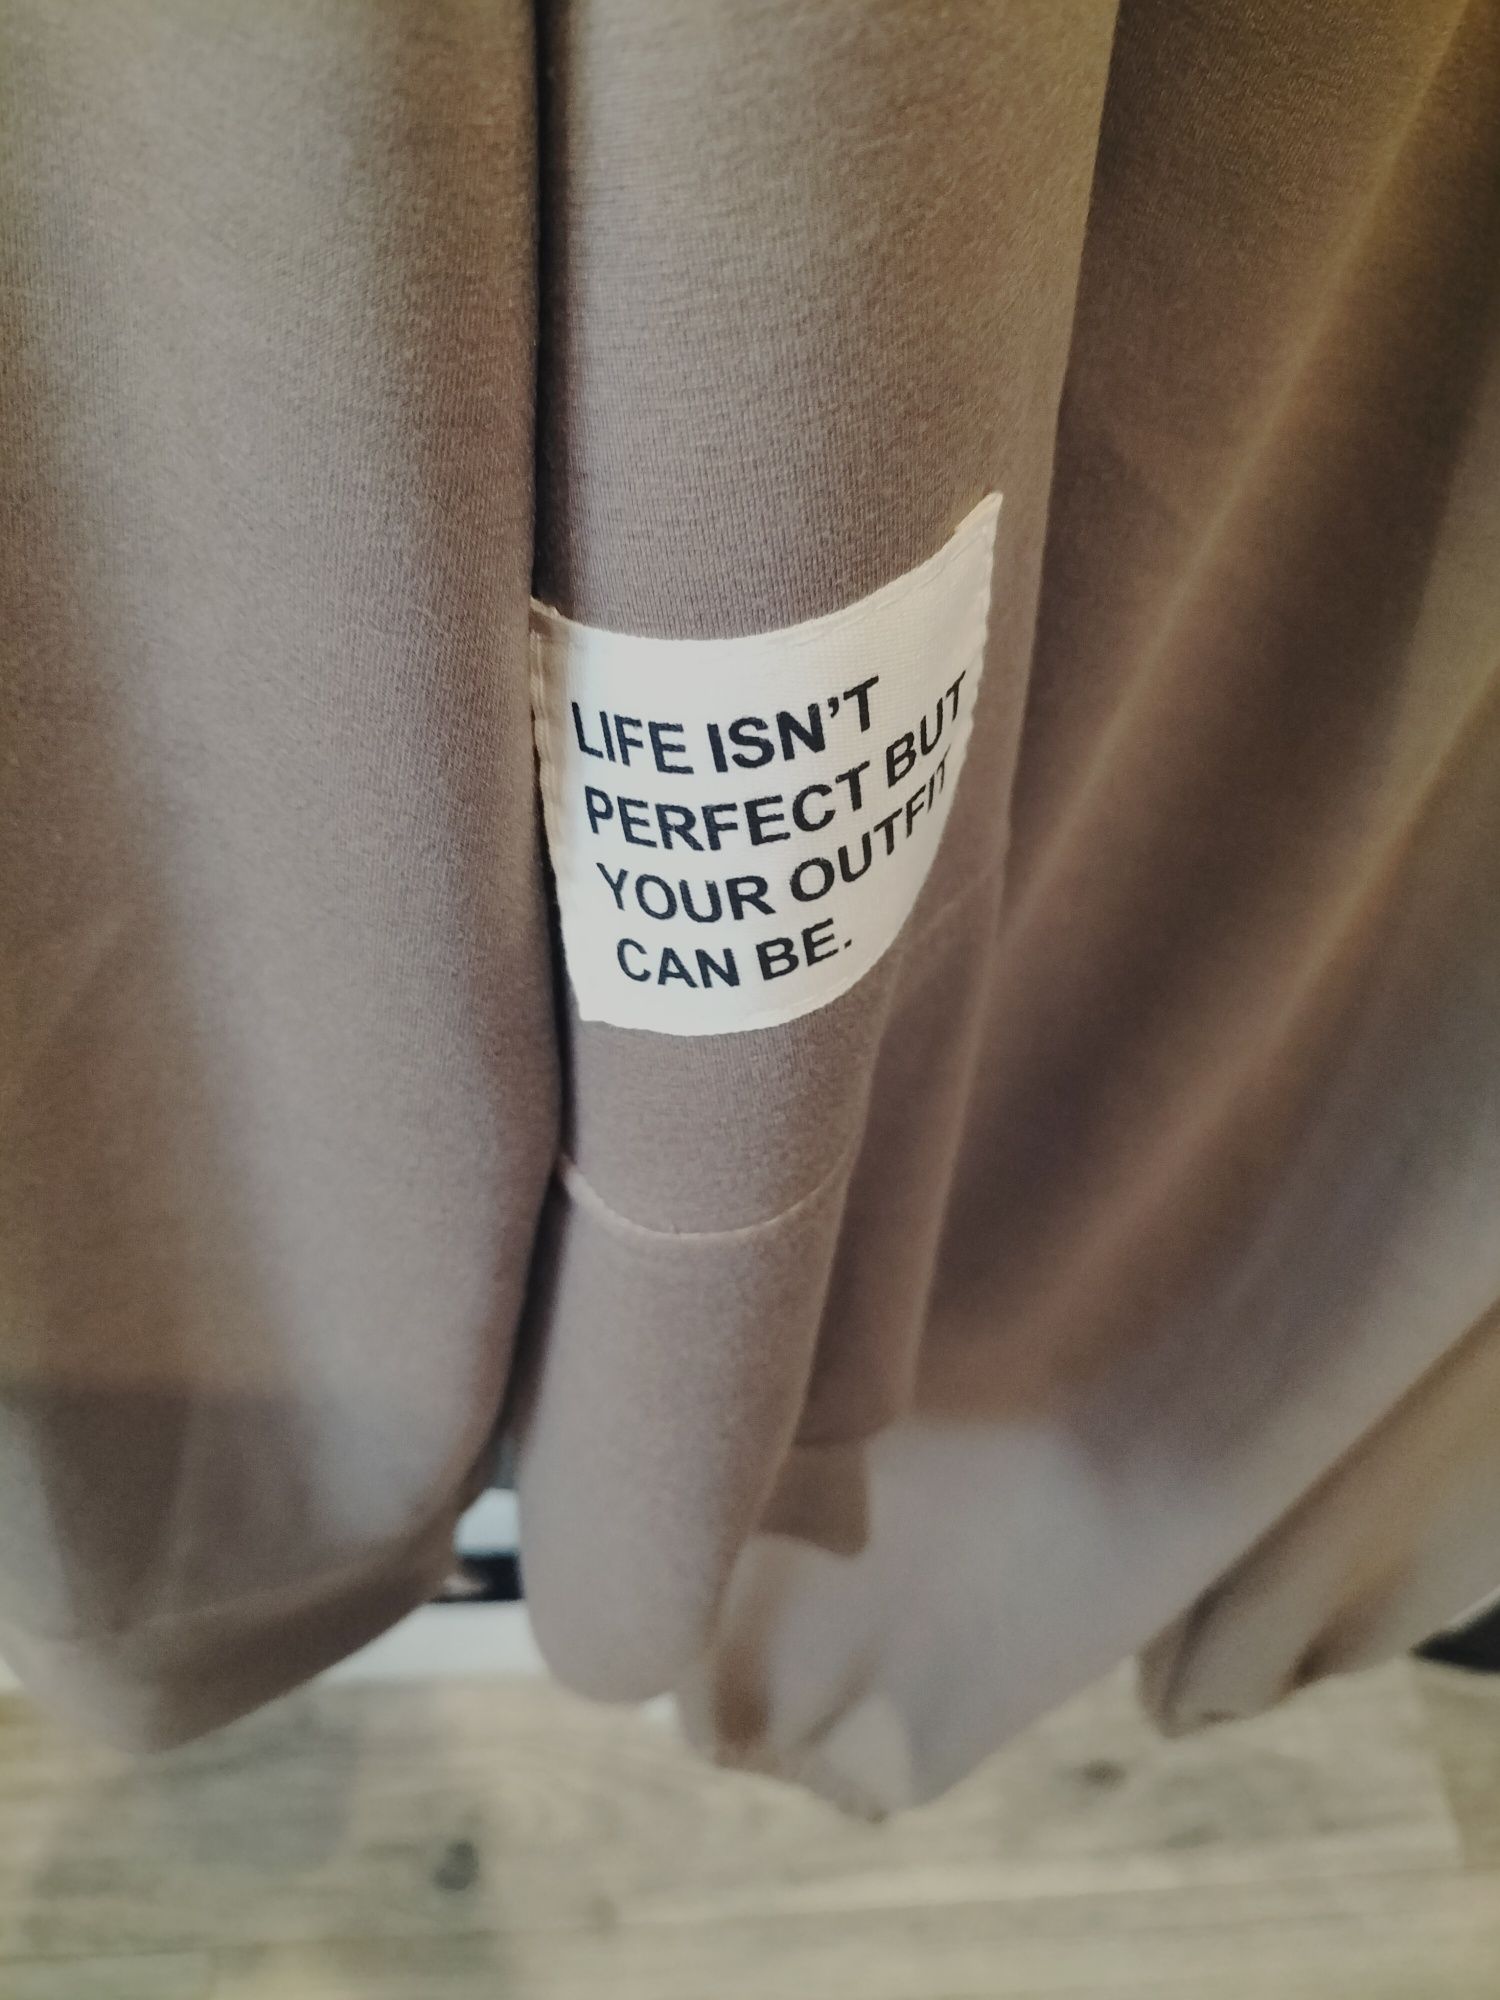 LIFE ISN’T
PERFECT BUT
YOUR OUTFIT
CAN BE.